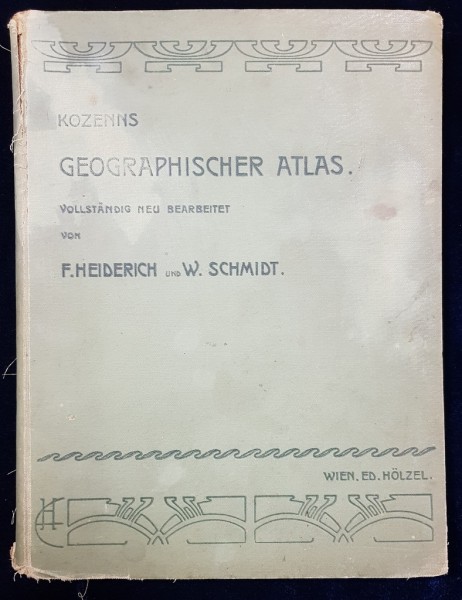 KOZENNS
GEOGRAPHISCHER ATLAS.
VOLLSTÄNDIG NEU BEARBEITET
VON
F. HEIDERICH UND W. SCHMIDT.
WIEN, ED. HÖLZEL.